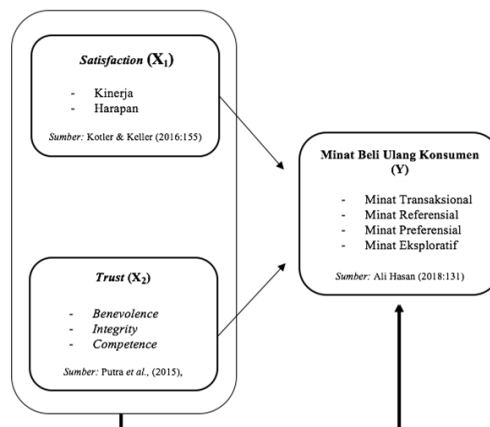 Satisfaction (X₁)
- Kinerja
- Harapan
Sumber: Kotler & Keller (2016:155)
Trust (X₂)
- Benevolence
- Integrity
- Competence
Sumber: Putra et al., (2015),
Minat Beli Ulang Konsumen
(Y)
- Minat Transaksional
- Minat Referensial
- Minat Preferensial
- Minat Eksploratif
Sumber: Ali Hasan (2018:131)